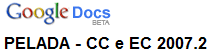 Google Docs
BETA
PELADA - CC e EC 2007.2